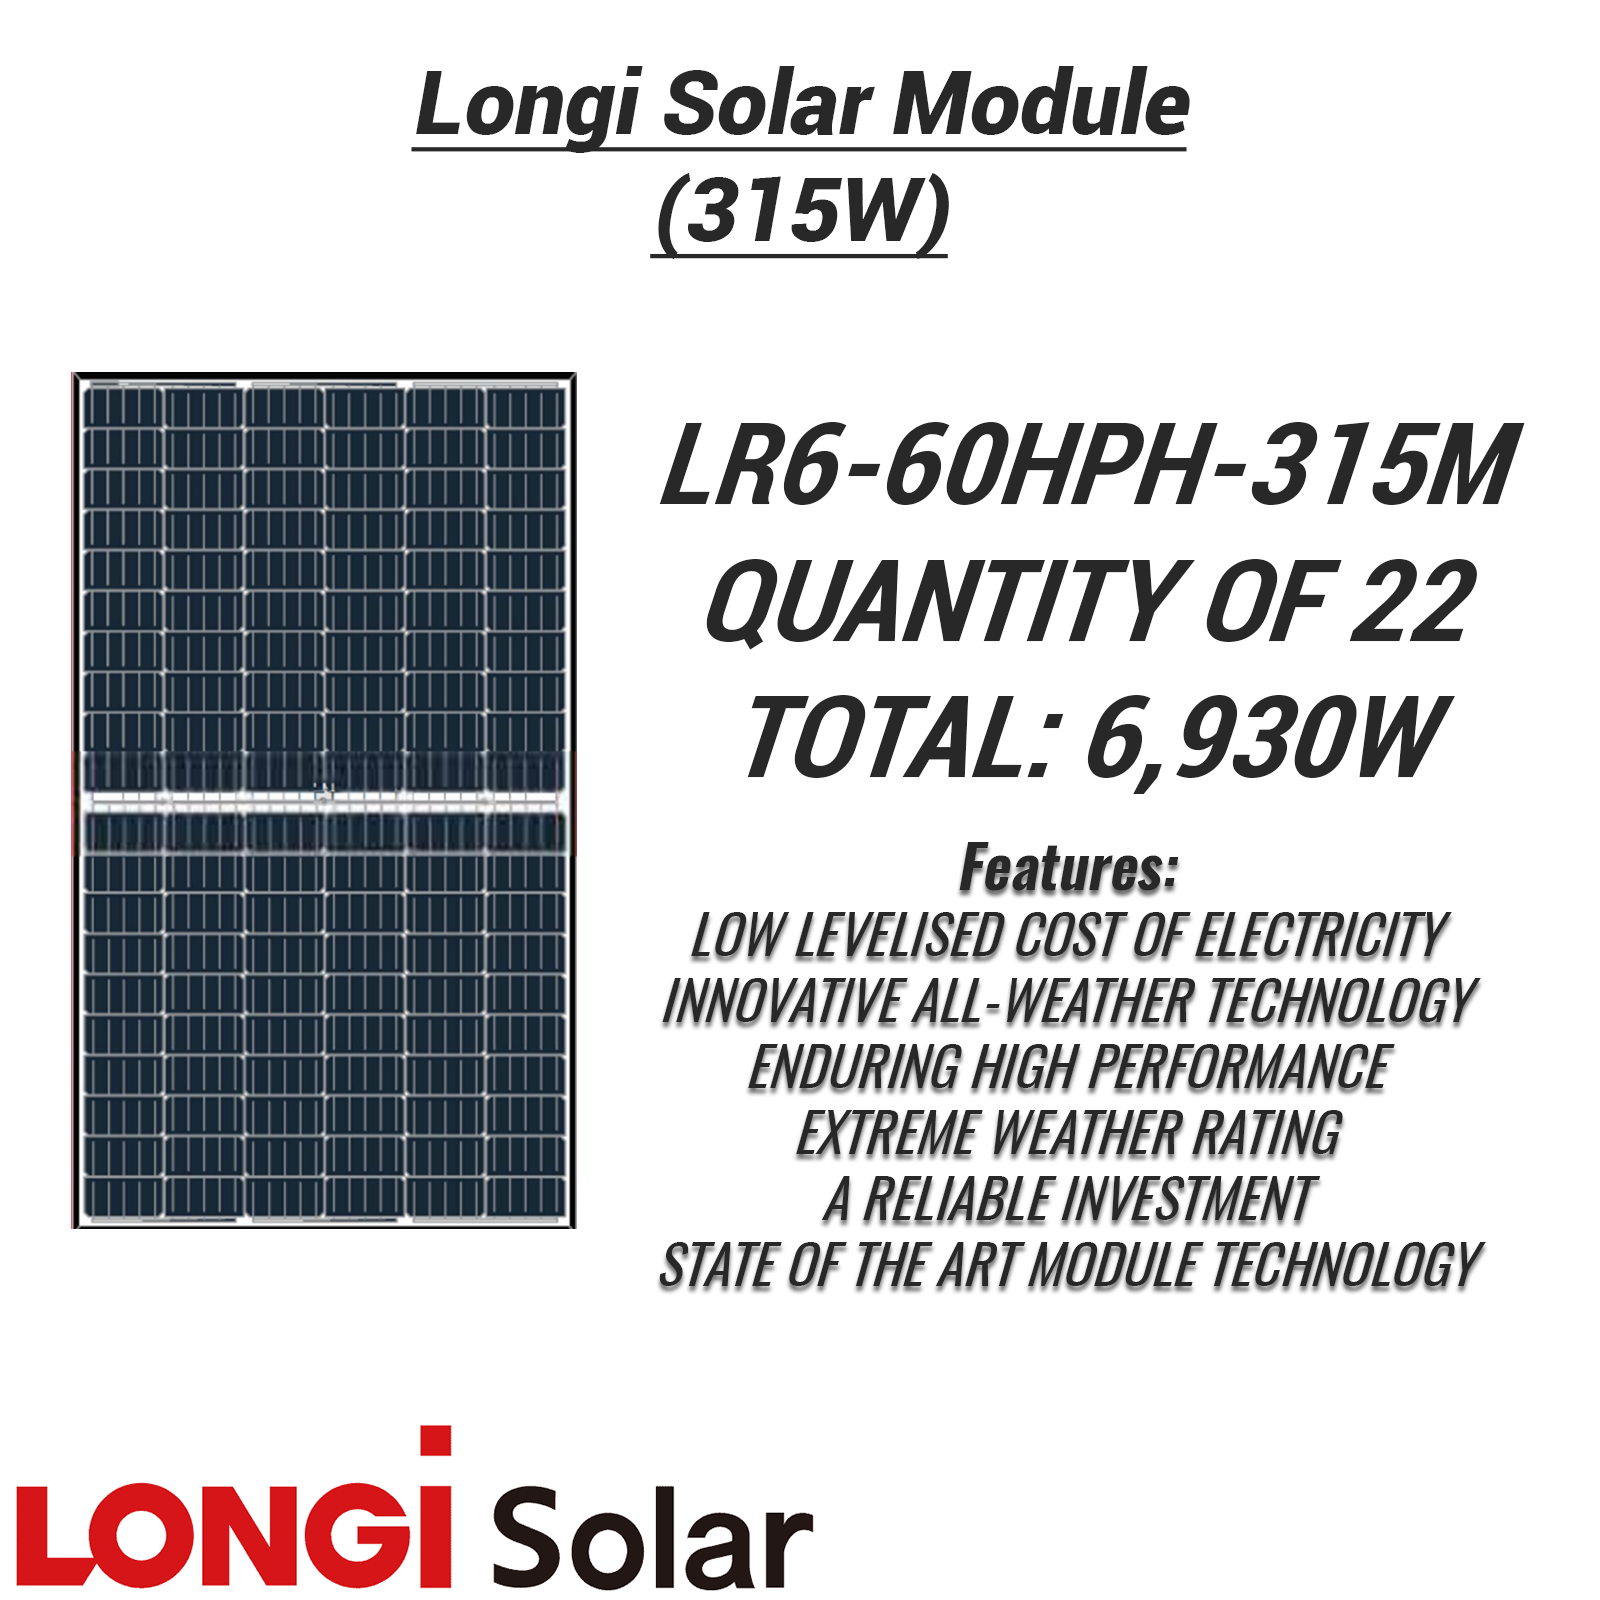 Longi Solar Module
(315W)
LR6-60HPH-315M
QUANTITY OF 22
TOTAL: 6,930W
Features:
LOW LEVELISED COST OF ELECTRICITY
INNOVATIVE ALL-WEATHER TECHNOLOGY
ENDURING HIGH PERFORMANCE
EXTREME WEATHER RATING
A RELIABLE INVESTMENT
STATE OF THE ART MODULE TECHNOLOGY
LONGi Solar